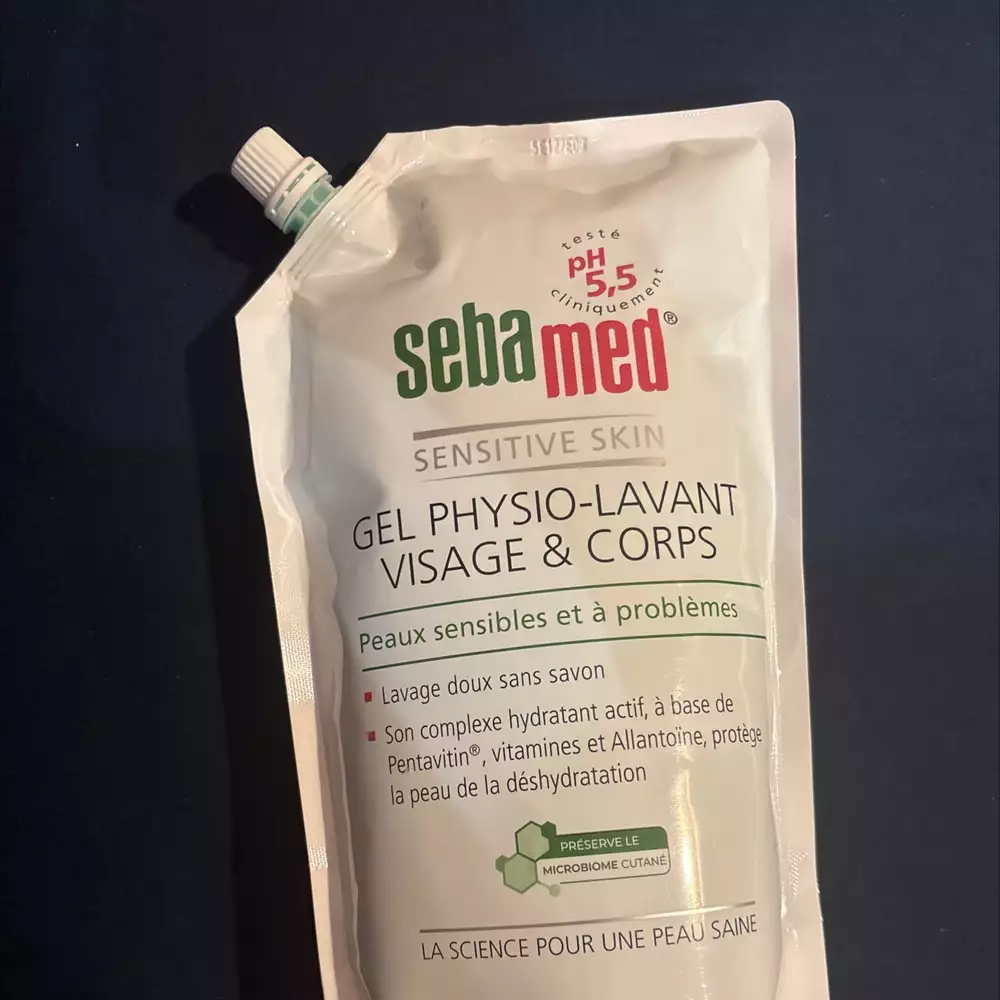 testé
pH
5,5
cliniquement
sebamed®
SENSITIVE SKIN
GEL PHYSIO-LAVANT
VISAGE & CORPS
Peaux sensibles et à problèmes
Lavage doux sans savon
Son complexe hydratant actif, à base de
Pentavitin®, vitamines et Allantoïne, protège
la peau de la déshydratation
PRÉSERVE LE
MICROBIOME CUTANÉ
LA SCIENCE POUR UNE PEAU SAINE